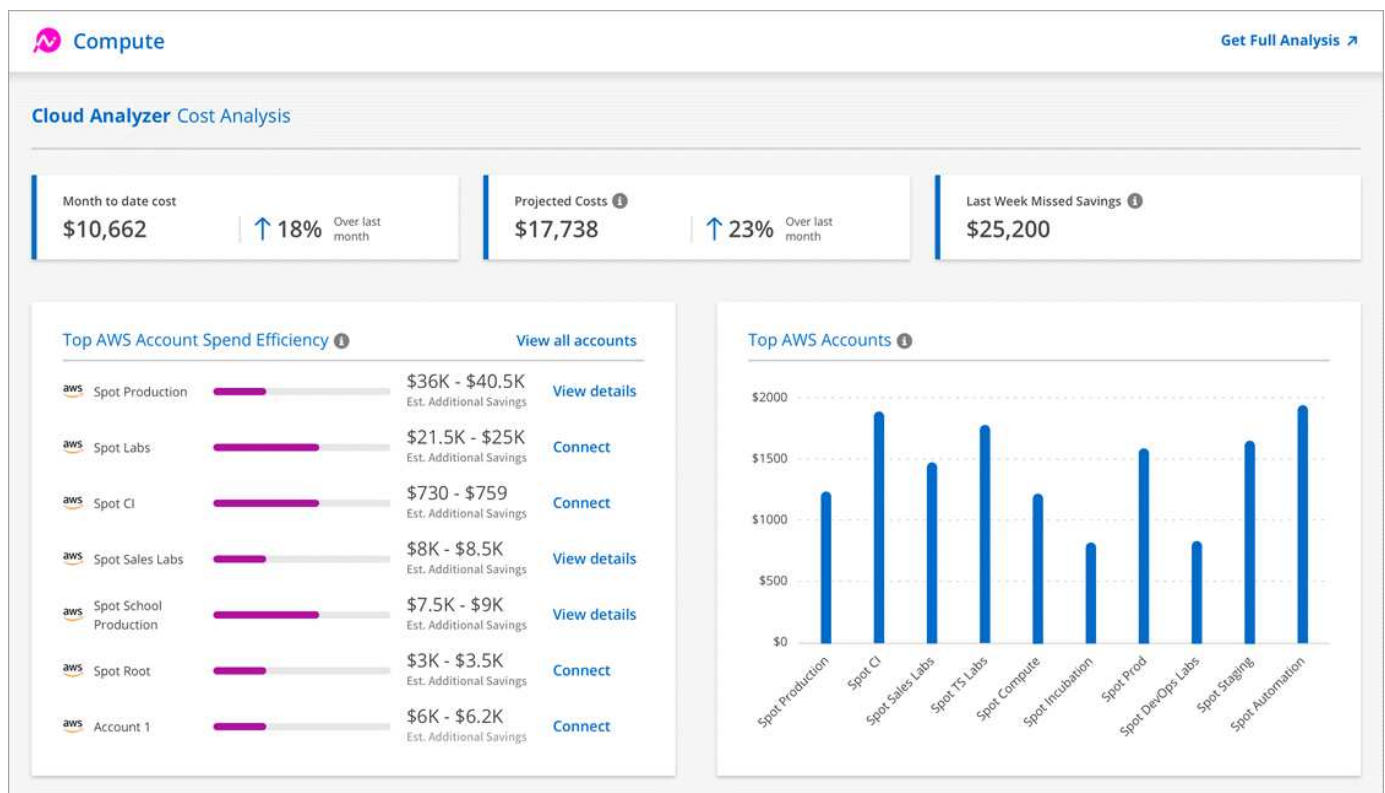 Compute
Get Full Analysis ↗
Cloud Analyzer Cost Analysis
Month to date cost
$10,662
↑ 18%
Over last
month
Projected Costs
$17,738
↑ 23%
Over last
month
Last Week Missed Savings
$25,200
Top AWS Account Spend Efficiency
View all accounts
aws
Spot Production
$36K - $40.5K
Est. Additional Savings
View details
aws
Spot Labs
$21.5K - $25K
Est. Additional Savings
Connect
aws
Spot CI
$730 - $759
Est. Additional Savings
Connect
aws
Spot Sales Labs
$8K - $8.5K
Est. Additional Savings
View details
aws
Spot School
Production
$7.5K - $9K
Est. Additional Savings
View details
aws
Spot Root
$3K - $3.5K
Est. Additional Savings
Connect
aws
Account 1
$6K - $6.2K
Est. Additional Savings
Connect
Top AWS Accounts
$2000
$1500
$1000
$500
$0
Spot Production
Spot CI
Spot Sales Labs
Spot TS Labs
Spot Compute
Spot Incubation
Spot Prod
Spot DevOps Labs
Spot Staging
Spot Automation